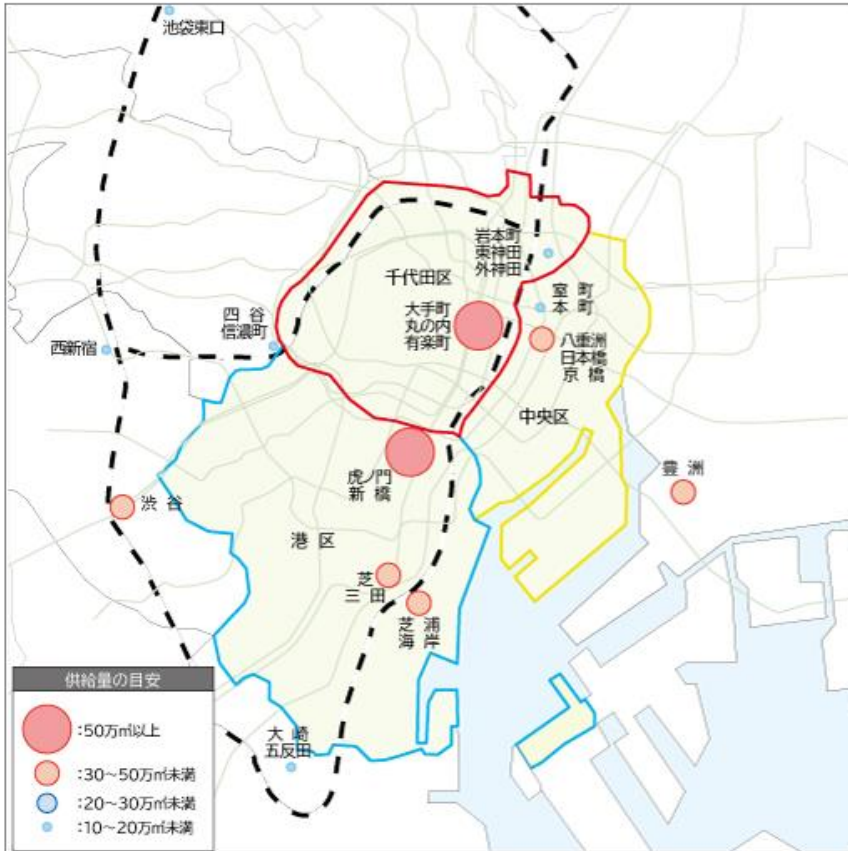 池袋東口
岩本町
東神田
外神田
千代田区
室町
本町
四谷
信濃町
大手町
丸の内
有楽町
西新宿
八重洲
日本橋
京橋
中央区
豊洲
虎ノ門
新橋
渋谷
港区
芝
三田
芝浦
海岸
大崎
五反田
供給量の目安
:50万㎡以上
:30～50万㎡未満
:20～30万㎡未満
:10～20万㎡未満